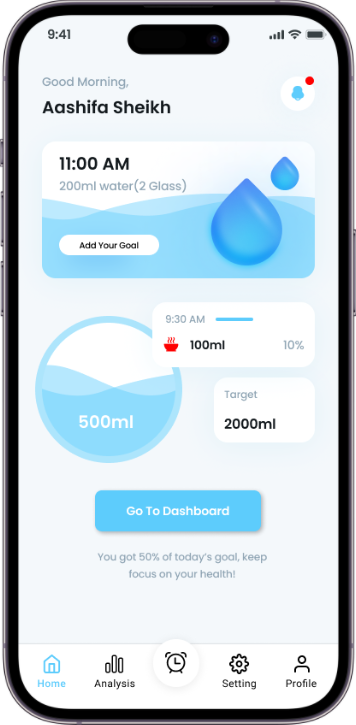 9:41
Good Morning,
Aashifa Sheikh
11:00 AM
200ml water(2 Glass)
Add Your Goal
9:30 AM
100ml 10%
500ml
Target
2000ml
Go To Dashboard
You got 50% of today's goal, keep
focus on your health!
Home Analysis Setting Profile